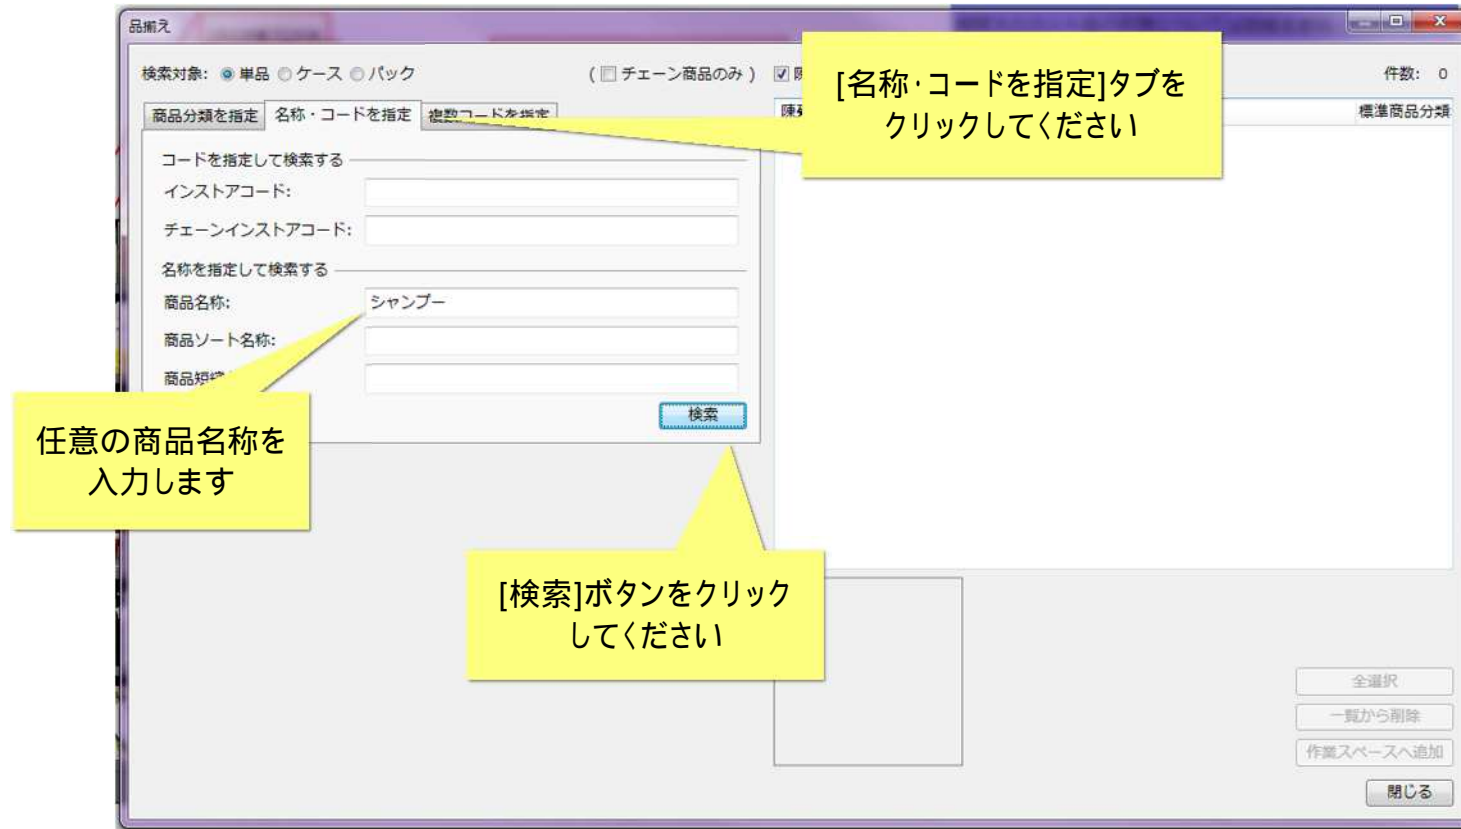 品揃え
検索対象: 単品 ケース パック
( チェーン商品のみ )
件数: 0
商品分類を指定 名称・コードを指定 複数コードを指定
標準商品分類
[名称・コードを指定]タブを
クリックしてください
コードを指定して検索する
インストアコード:
チェーンインストアコード:
名称を指定して検索する
商品名称: シャンプー
商品ソート名称:
検索
任意の商品名称を
入力します
[検索]ボタンをクリック
してください
全選択
一覧から削除
作業スペースへ追加
閉じる